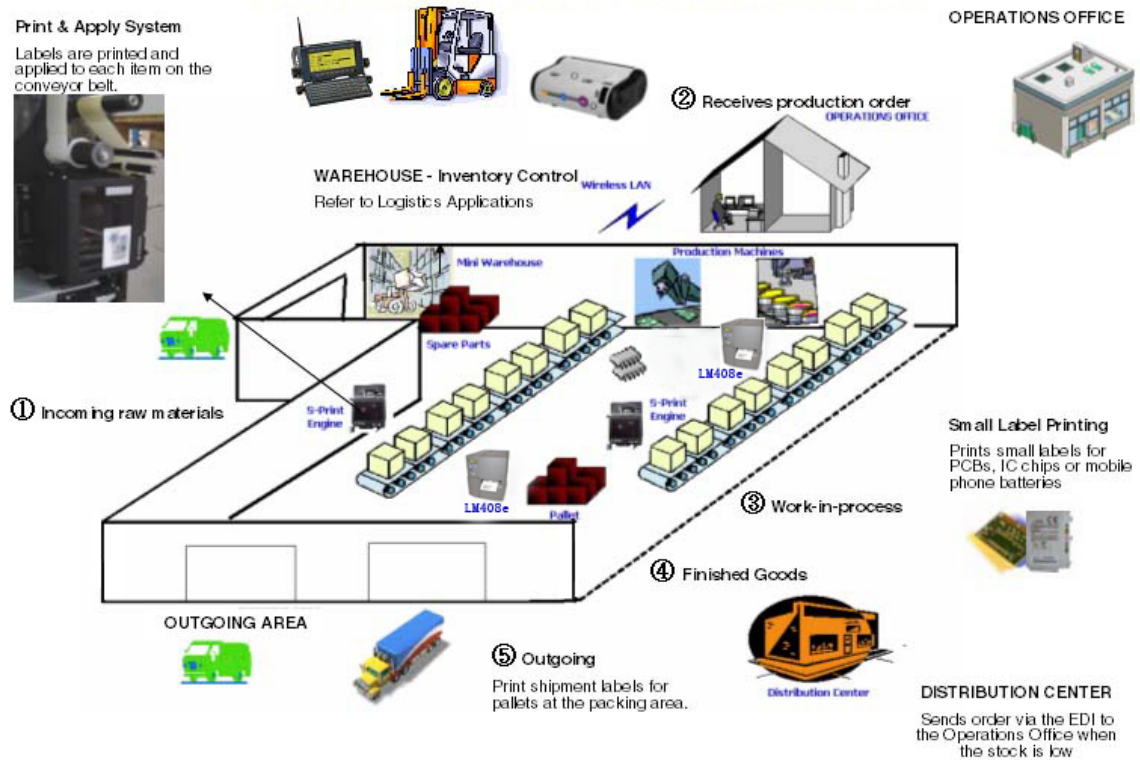 Print & Apply System
Labels are printed and
applied to each item on the
conveyor belt.
OPERATIONS OFFICE
② Receives production order
OPERATIONS OFFICE
WAREHOUSE - Inventory Control
Refer to Logistics Applications
Wireless LAN
Mini Warehouse
Production Machines
Spare Parts
LM408e
① Incoming raw materials
S-Print
Engine
S-Print
Engine
Small Label Printing
Prints small labels for
PCBs, IC chips or mobile
phone batteries
LM408e
Pallet
③ Work-in-process
④ Finished Goods
OUTGOING AREA
⑤ Outgoing
Print shipment labels for
pallets at the packing area.
Distribution Center
DISTRIBUTION CENTER
Sends order via the EDI to
the Operations Office when
the stock is low